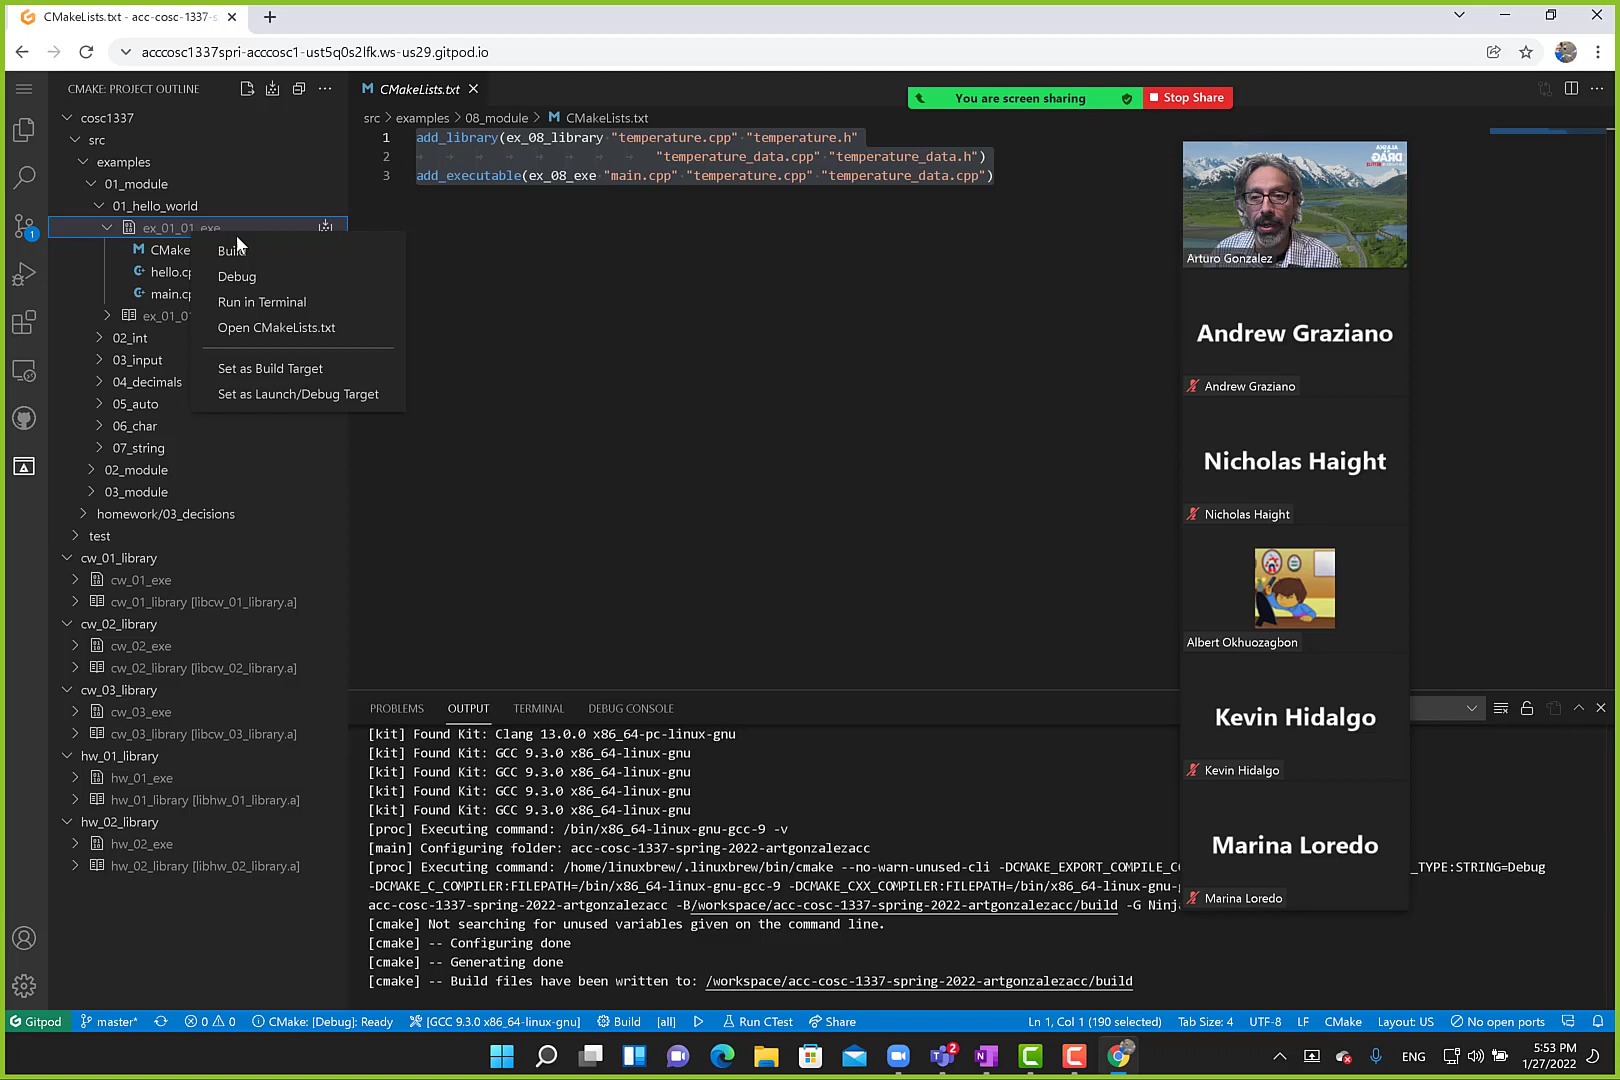 CMakeLists.txt - acc-cosc-1337-s
acccosc1337spri-acccosc1-ust5q0s2lfk.ws-us29.gitpod.io
CMAKE: PROJECT OUTLINE
cosc1337
src
examples
01_module
01_hello_world
ex_01_01_exe
CMake
hello.cp
main.cp
ex_01_01
02_int
03_input
04_decimals
05_auto
06_char
07_string
02_module
03_module
homework/03_decisions
test
cw_01_library
cw_01_exe
cw_01_library [libcw_01_library.a]
cw_02_library
cw_02_exe
cw_02_library [libcw_02_library.a]
cw_03_library
cw_03_exe
cw_03_library [libcw_03_library.a]
hw_01_library
hw_01_exe
hw_01_library [libhw_01_library.a]
hw_02_library
hw_02_exe
hw_02_library [libhw_02_library.a]
1
Build
Debug
Run in Terminal
Open CMakeLists.txt
Set as Build Target
Set as Launch/Debug Target
CMakeLists.txt
src > examples > 08_module > CMakeLists.txt
1 add_library(ex_08_library "temperature.cpp" "temperature.h"
2 "temperature_data.cpp" "temperature_data.h")
3 add_executable(ex_08_exe "main.cpp" "temperature.cpp" "temperature_data.cpp")
You are screen sharing Stop Share
Arturo Gonzalez
Andrew Graziano
Andrew Graziano
Nicholas Haight
Nicholas Haight
Albert Okhuozagbon
Kevin Hidalgo
Kevin Hidalgo
Marina Loredo
Marina Loredo
PROBLEMS OUTPUT TERMINAL DEBUG CONSOLE
[kit] Found Kit: Clang 13.0.0 x86_64-pc-linux-gnu
[kit] Found Kit: GCC 9.3.0 x86_64-linux-gnu
[kit] Found Kit: GCC 9.3.0 x86_64-linux-gnu
[kit] Found Kit: GCC 9.3.0 x86_64-linux-gnu
[kit] Found Kit: GCC 9.3.0 x86_64-linux-gnu
[proc] Executing command: /bin/x86_64-linux-gnu-gcc-9 -v
[main] Configuring folder: acc-cosc-1337-spring-2022-artgonzalezacc
[proc] Executing command: /home/linuxbrew/.linuxbrew/bin/cmake --no-warn-unused-cli -DCMAKE_EXPORT_COMPILE_CO _TYPE:STRING=Debug
-DCMAKE_C_COMPILER:FILEPATH=/bin/x86_64-linux-gnu-gcc-9 -DCMAKE_CXX_COMPILER:FILEPATH=/bin/x86_64-linux-gnu-
acc-cosc-1337-spring-2022-artgonzalezacc -B/workspace/acc-cosc-1337-spring-2022-artgonzalezacc/build -G Ninj
[cmake] Not searching for unused variables given on the command line.
[cmake] -- Configuring done
[cmake] -- Generating done
[cmake] -- Build files have been written to: /workspace/acc-cosc-1337-spring-2022-artgonzalezacc/build
Gitpod master* 0 0 CMake: [Debug]: Ready [GCC 9.3.0 x86_64-linux-gnu] Build [all] Run CTest Share Ln 1, Col 1 (190 selected) Tab Size: 4 UTF-8 LF CMake Layout: US No open ports
2
ENG
5:53 PM
1/27/2022